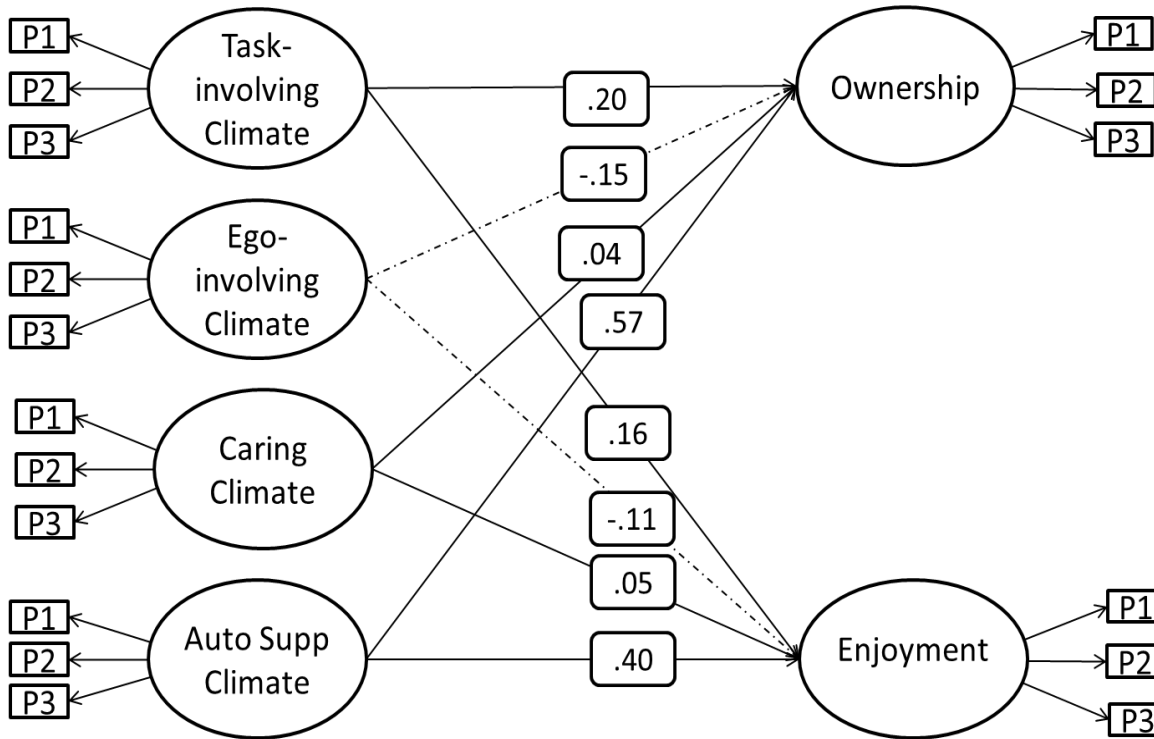 P1
P2
P3
Task-
involving
Climate
P1
P2
P3
Ego-
involving
Climate
P1
P2
P3
Caring
Climate
P1
P2
P3
Auto Supp
Climate
.20
-.15
.04
.57
.16
-.11
.05
.40
Ownership
P1
P2
P3
Enjoyment
P1
P2
P3